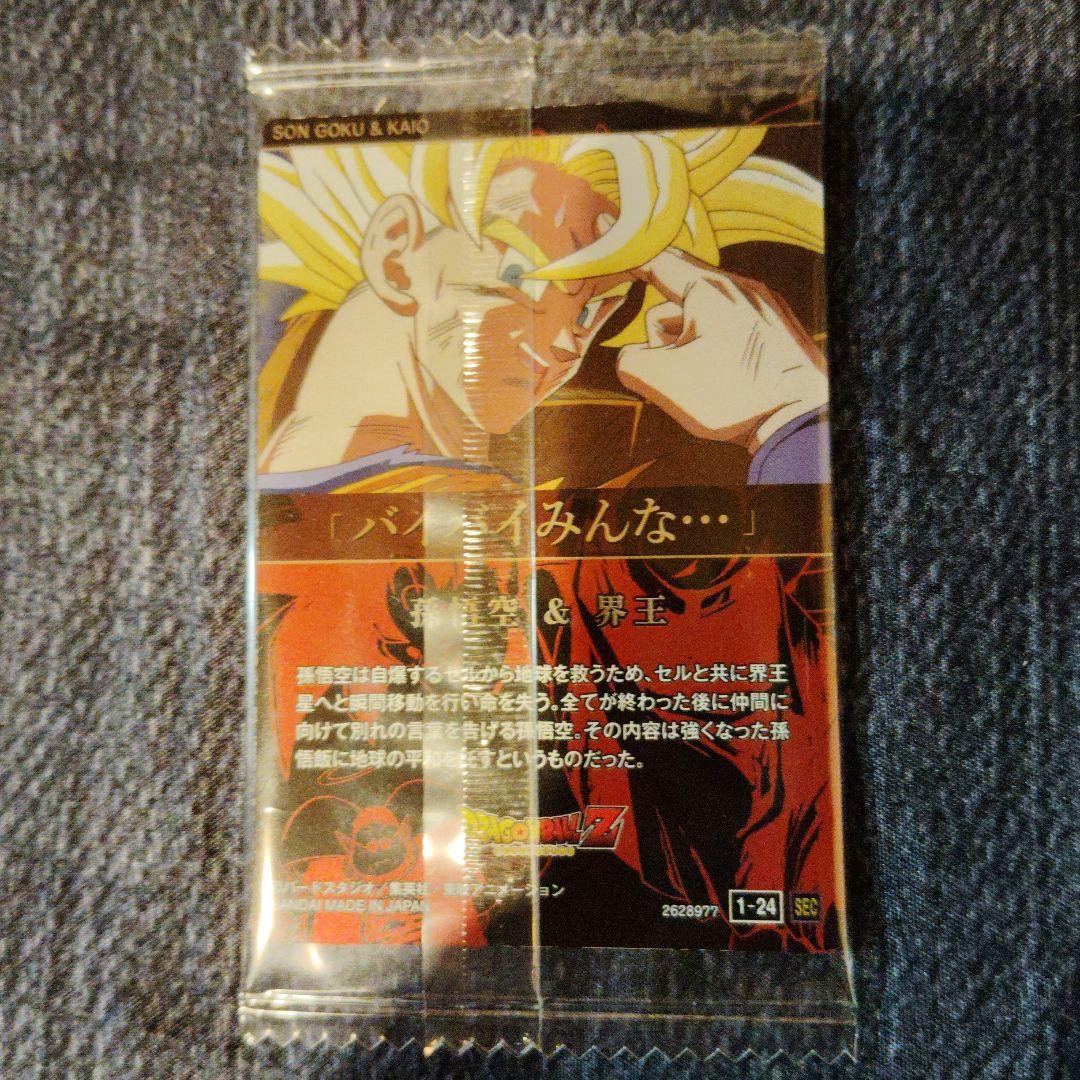 SON GOKU & KAIO
「バイバイみんな…」
孫悟空 & 界王
孫悟空は自爆するセルから地球を救うため、セルと共に界王
星へと瞬間移動を行い命を失う。全てが終わった後に仲間に
向けて別れの言葉を告げる孫悟空。その内容は強くなった孫
悟飯に地球の平和を託すというものだった。
DRAGONBALL Z
バードスタジオ/集英社・東映アニメーション
BANDAI MADE IN JAPAN
2628977 1-24 SEC